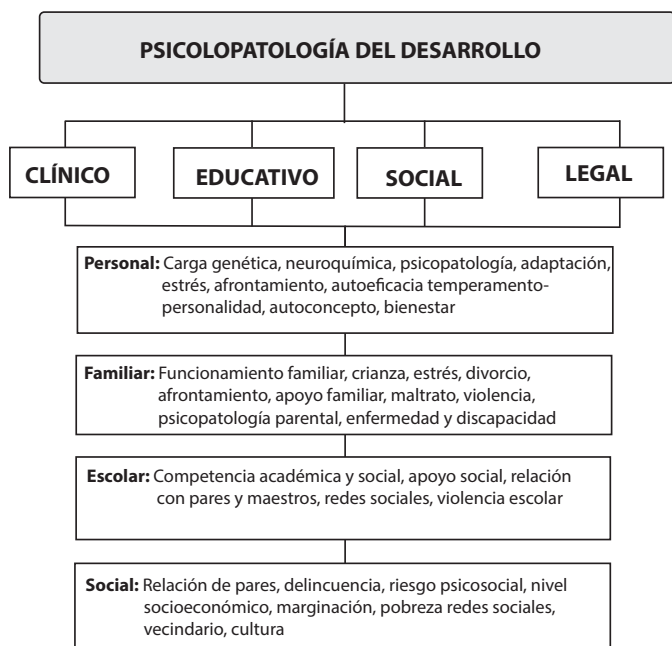 PSICOLOPATOLOGÍA DEL DESARROLLO
CLÍNICO
EDUCATIVO
SOCIAL
LEGAL
Personal: Carga genética, neuroquímica, psicopatología, adaptación,
estrés, afrontamiento, autoeficacia temperamento-
personalidad, autoconcepto, bienestar
Familiar: Funcionamiento familiar, crianza, estrés, divorcio,
afrontamiento, apoyo familiar, maltrato, violencia,
psicopatología parental, enfermedad y discapacidad
Escolar: Competencia académica y social, apoyo social, relación
con pares y maestros, redes sociales, violencia escolar
Social: Relación de pares, delincuencia, riesgo psicosocial, nivel
socioeconómico, marginación, pobreza redes sociales,
vecindario, cultura